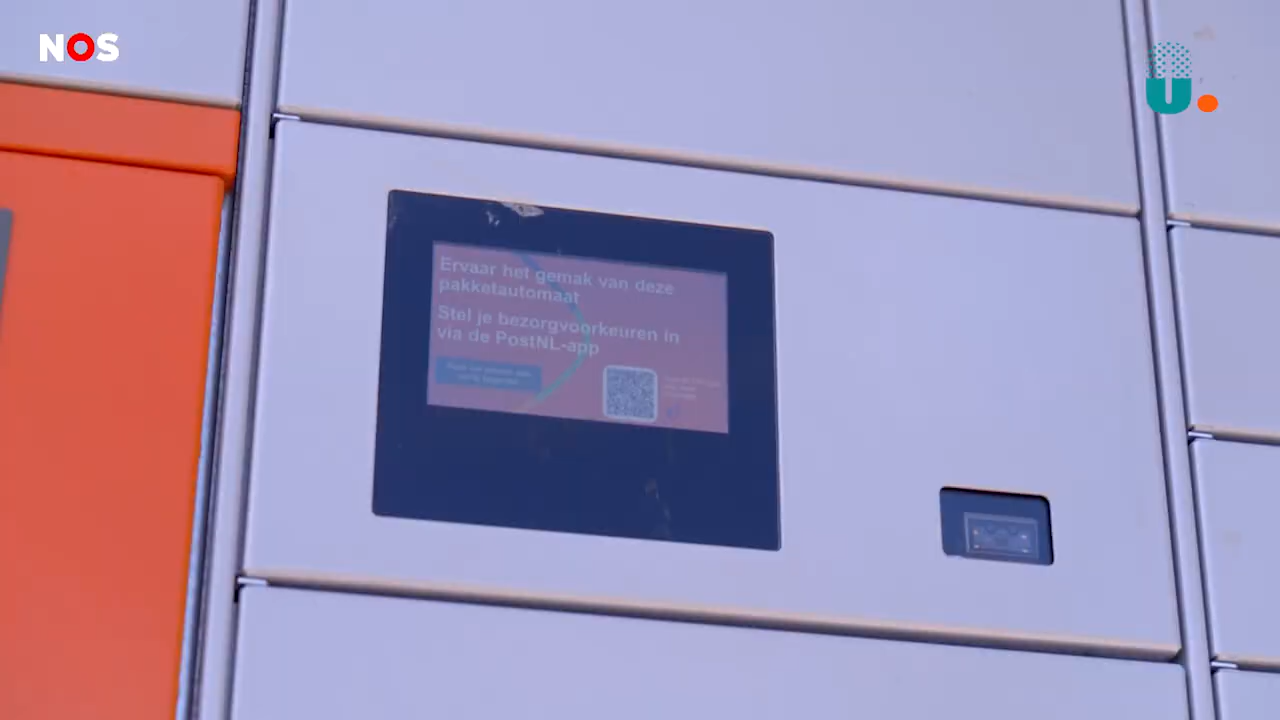 NOS
U.
Ervaar het gemak van deze
pakketautomaat
Stel je bezorgvoorkeuren in
via de PostNL-app